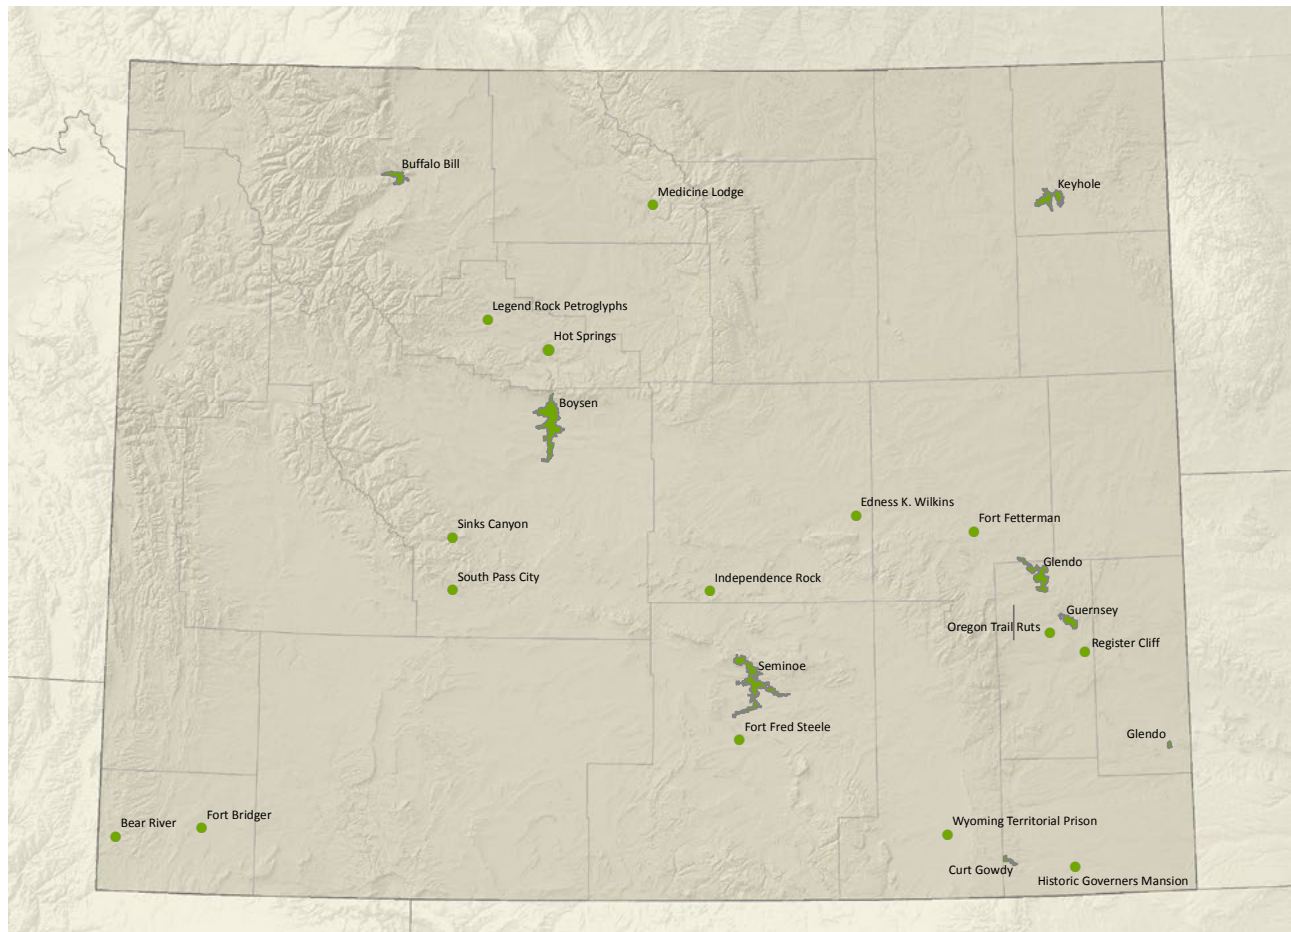 Buffalo Bill
Medicine Lodge
Keyhole
Legend Rock Petroglyphs
Hot Springs
Boysen
Edness K. Wilkins
Fort Fetterman
Sinks Canyon
Glendo
South Pass City
Independence Rock
Guernsey
Oregon Trail Ruts
Register Cliff
Seminoe
Fort Fred Steele
Glendo
Bear River
Fort Bridger
Wyoming Territorial Prison
Curt Gowdy
Historic Governers Mansion